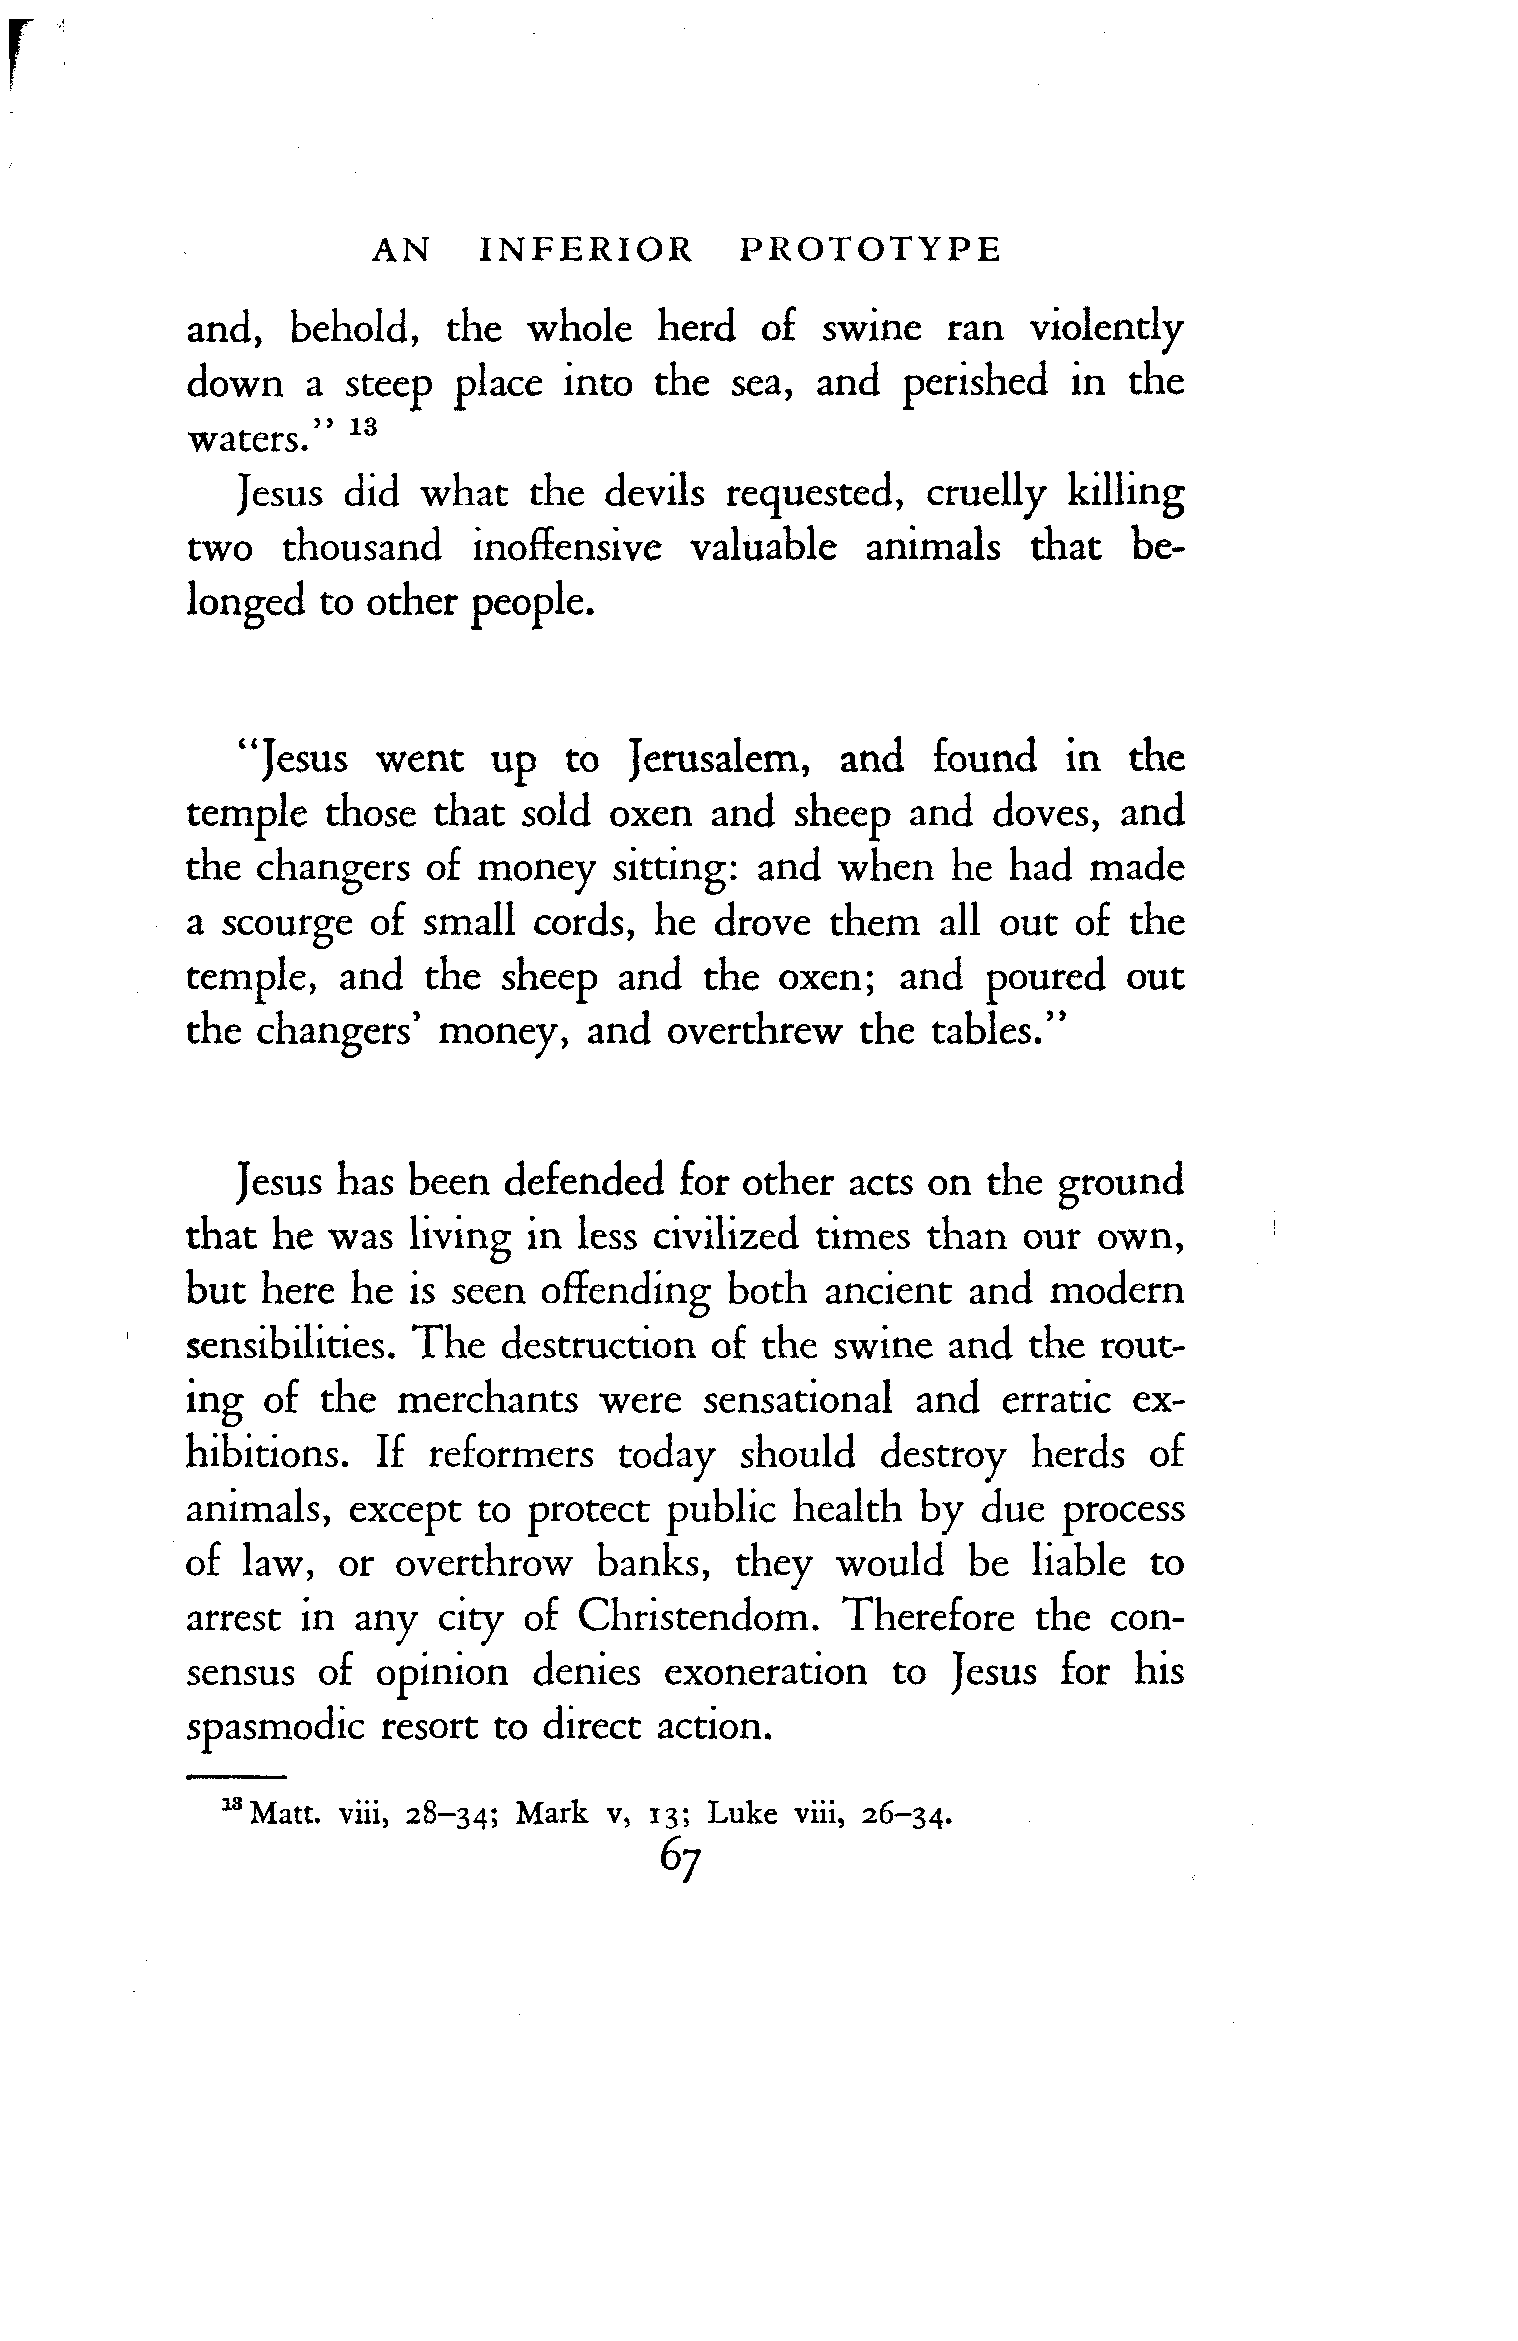 AN INFERIOR PROTOTYPE
and, behold, the whole herd of swine ran violently
down a steep place into the sea, and perished in the
waters." 13
Jesus did what the devils requested, cruelly killing
two thousand inoffensive valuable animals that be-
longed to other people.
"Jesus went up to Jerusalem, and found in the
temple those that sold oxen and sheep and doves, and
the changers of money sitting: and when he had made
a scourge of small cords, he drove them all out of the
temple, and the sheep and the oxen; and poured out
the changers' money, and overthrew the tables."
Jesus has been defended for other acts on the ground
that he was living in less civilized times than our own,
but here he is seen offending both ancient and modern
sensibilities. The destruction of the swine and the rout-
ing of the merchants were sensational and erratic ex-
hibitions. If reformers today should destroy herds of
animals, except to protect public health by due process
of law, or overthrow banks, they would be liable to
arrest in any city of Christendom. Therefore the con-
sensus of opinion denies exoneration to Jesus for his
spasmodic resort to direct action.
13 Matt. viii, 28–34; Mark v, 13; Luke viii, 26–34.
67